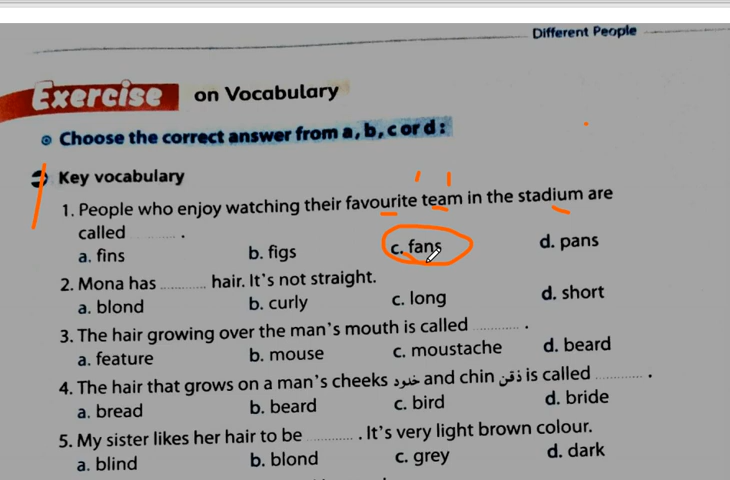 Different People
Exercise on Vocabulary
Choose the correct answer from a, b, c or d :
Key vocabulary
1. People who enjoy watching their favourite team in the stadium are
called .......... .
a. fins b. figs c. fans d. pans
2. Mona has .......... hair. It's not straight.
a. blond b. curly c. long d. short
3. The hair growing over the man's mouth is called .......... .
a. feature b. mouse c. moustache d. beard
4. The hair that grows on a man's cheeks خدود and chin ذقن is called .......... .
a. bread b. beard c. bird d. bride
5. My sister likes her hair to be .......... . It's very light brown colour.
a. blind b. blond c. grey d. dark